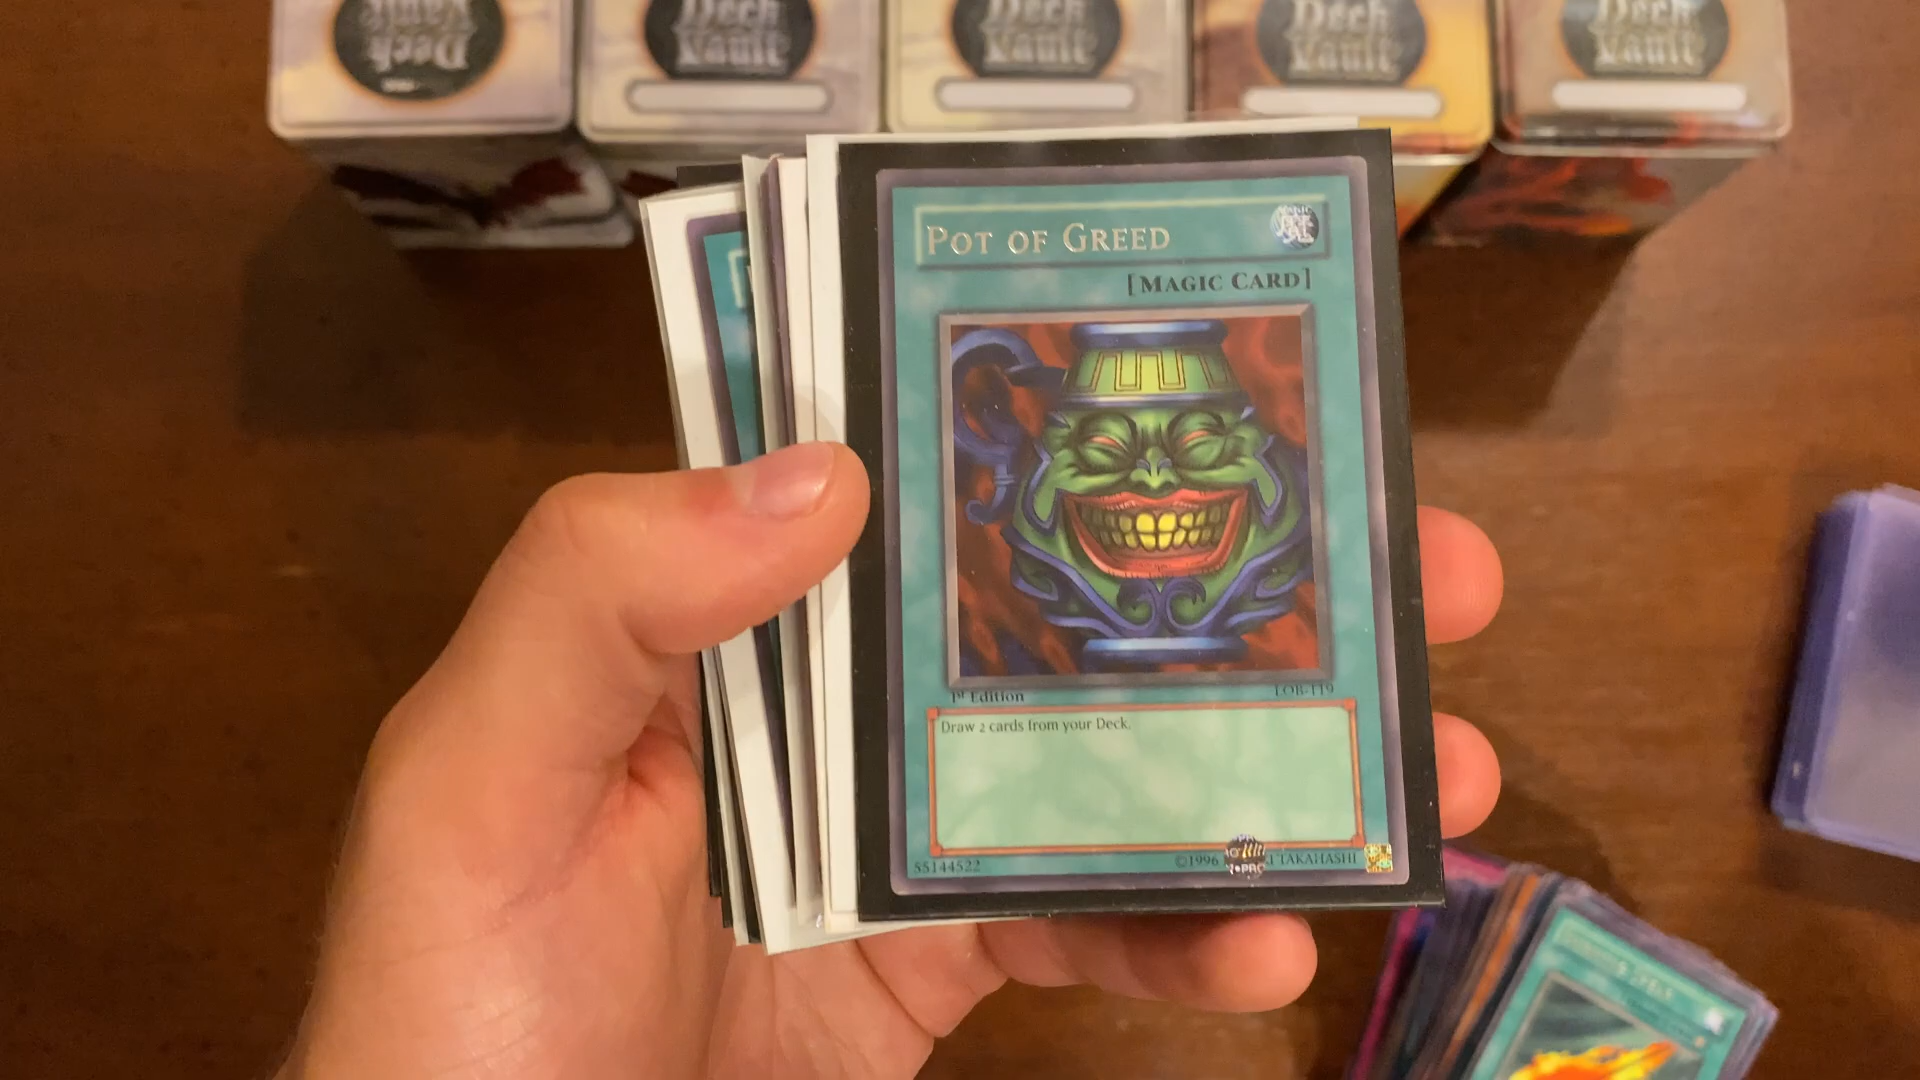 Deck
Vault
Deck
Vault
Deck
Vault
Deck
Vault
Deck
Vault
POT OF GREED
[MAGIC CARD]
1st Edition
LOB-119
Draw 2 cards from your Deck.
55144522
©1996
TAKAHASHI